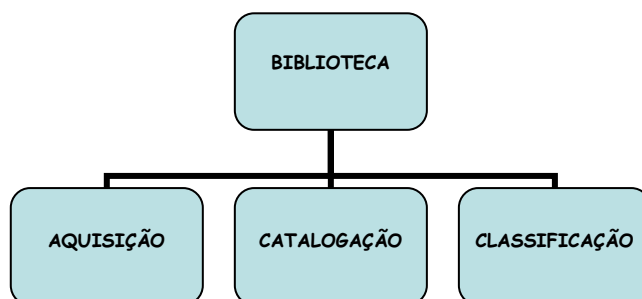 BIBLIOTECA
AQUISIÇÃO
CATALOGAÇÃO
CLASSIFICAÇÃO